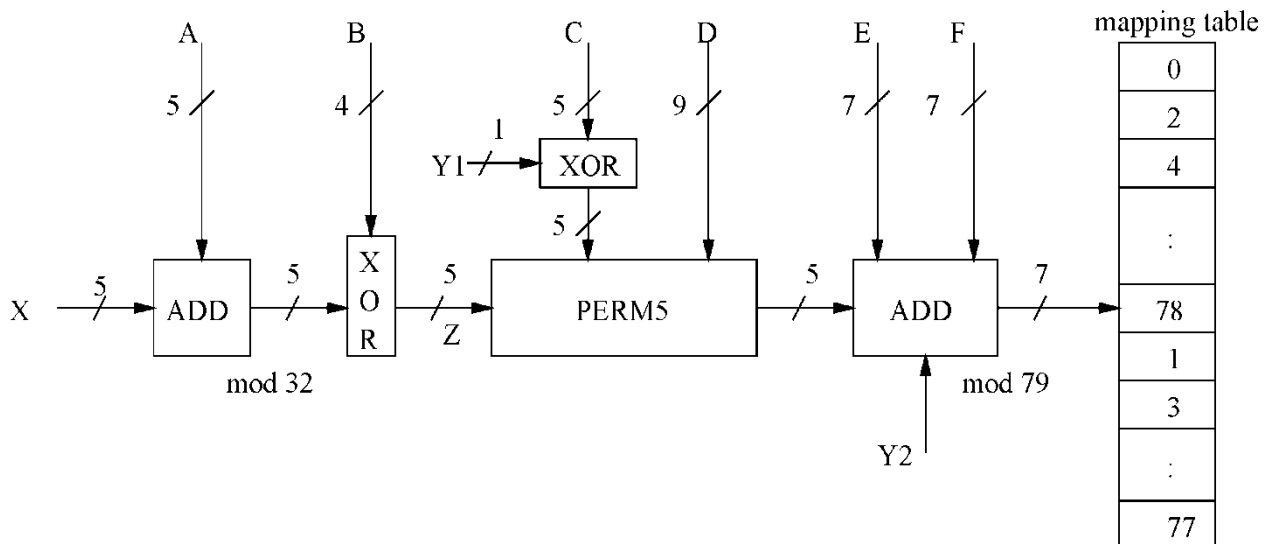 A B C D E F mapping table
0
5 4 5 9 7 7 2
1
Y1 XOR 4
5
X
O
R
:
X 5 ADD 5 5 Z PERM5 5 ADD 7 78
mod 32 mod 79 1
3
Y2
:
77